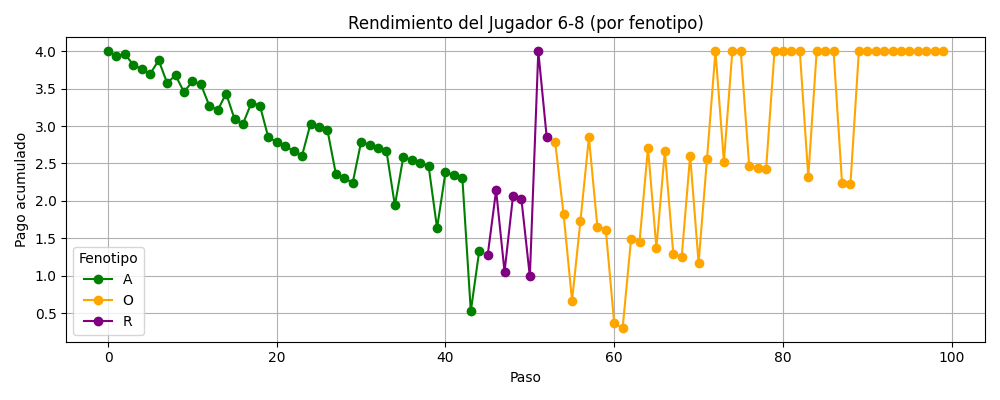 Rendimiento del Jugador 6-8 (por fenotipo)
Pago acumulado
4.0
3.5
3.0
2.5
2.0
1.5
1.0
0.5
Fenotipo
A
O
R
0 20 40 60 80 100
Paso